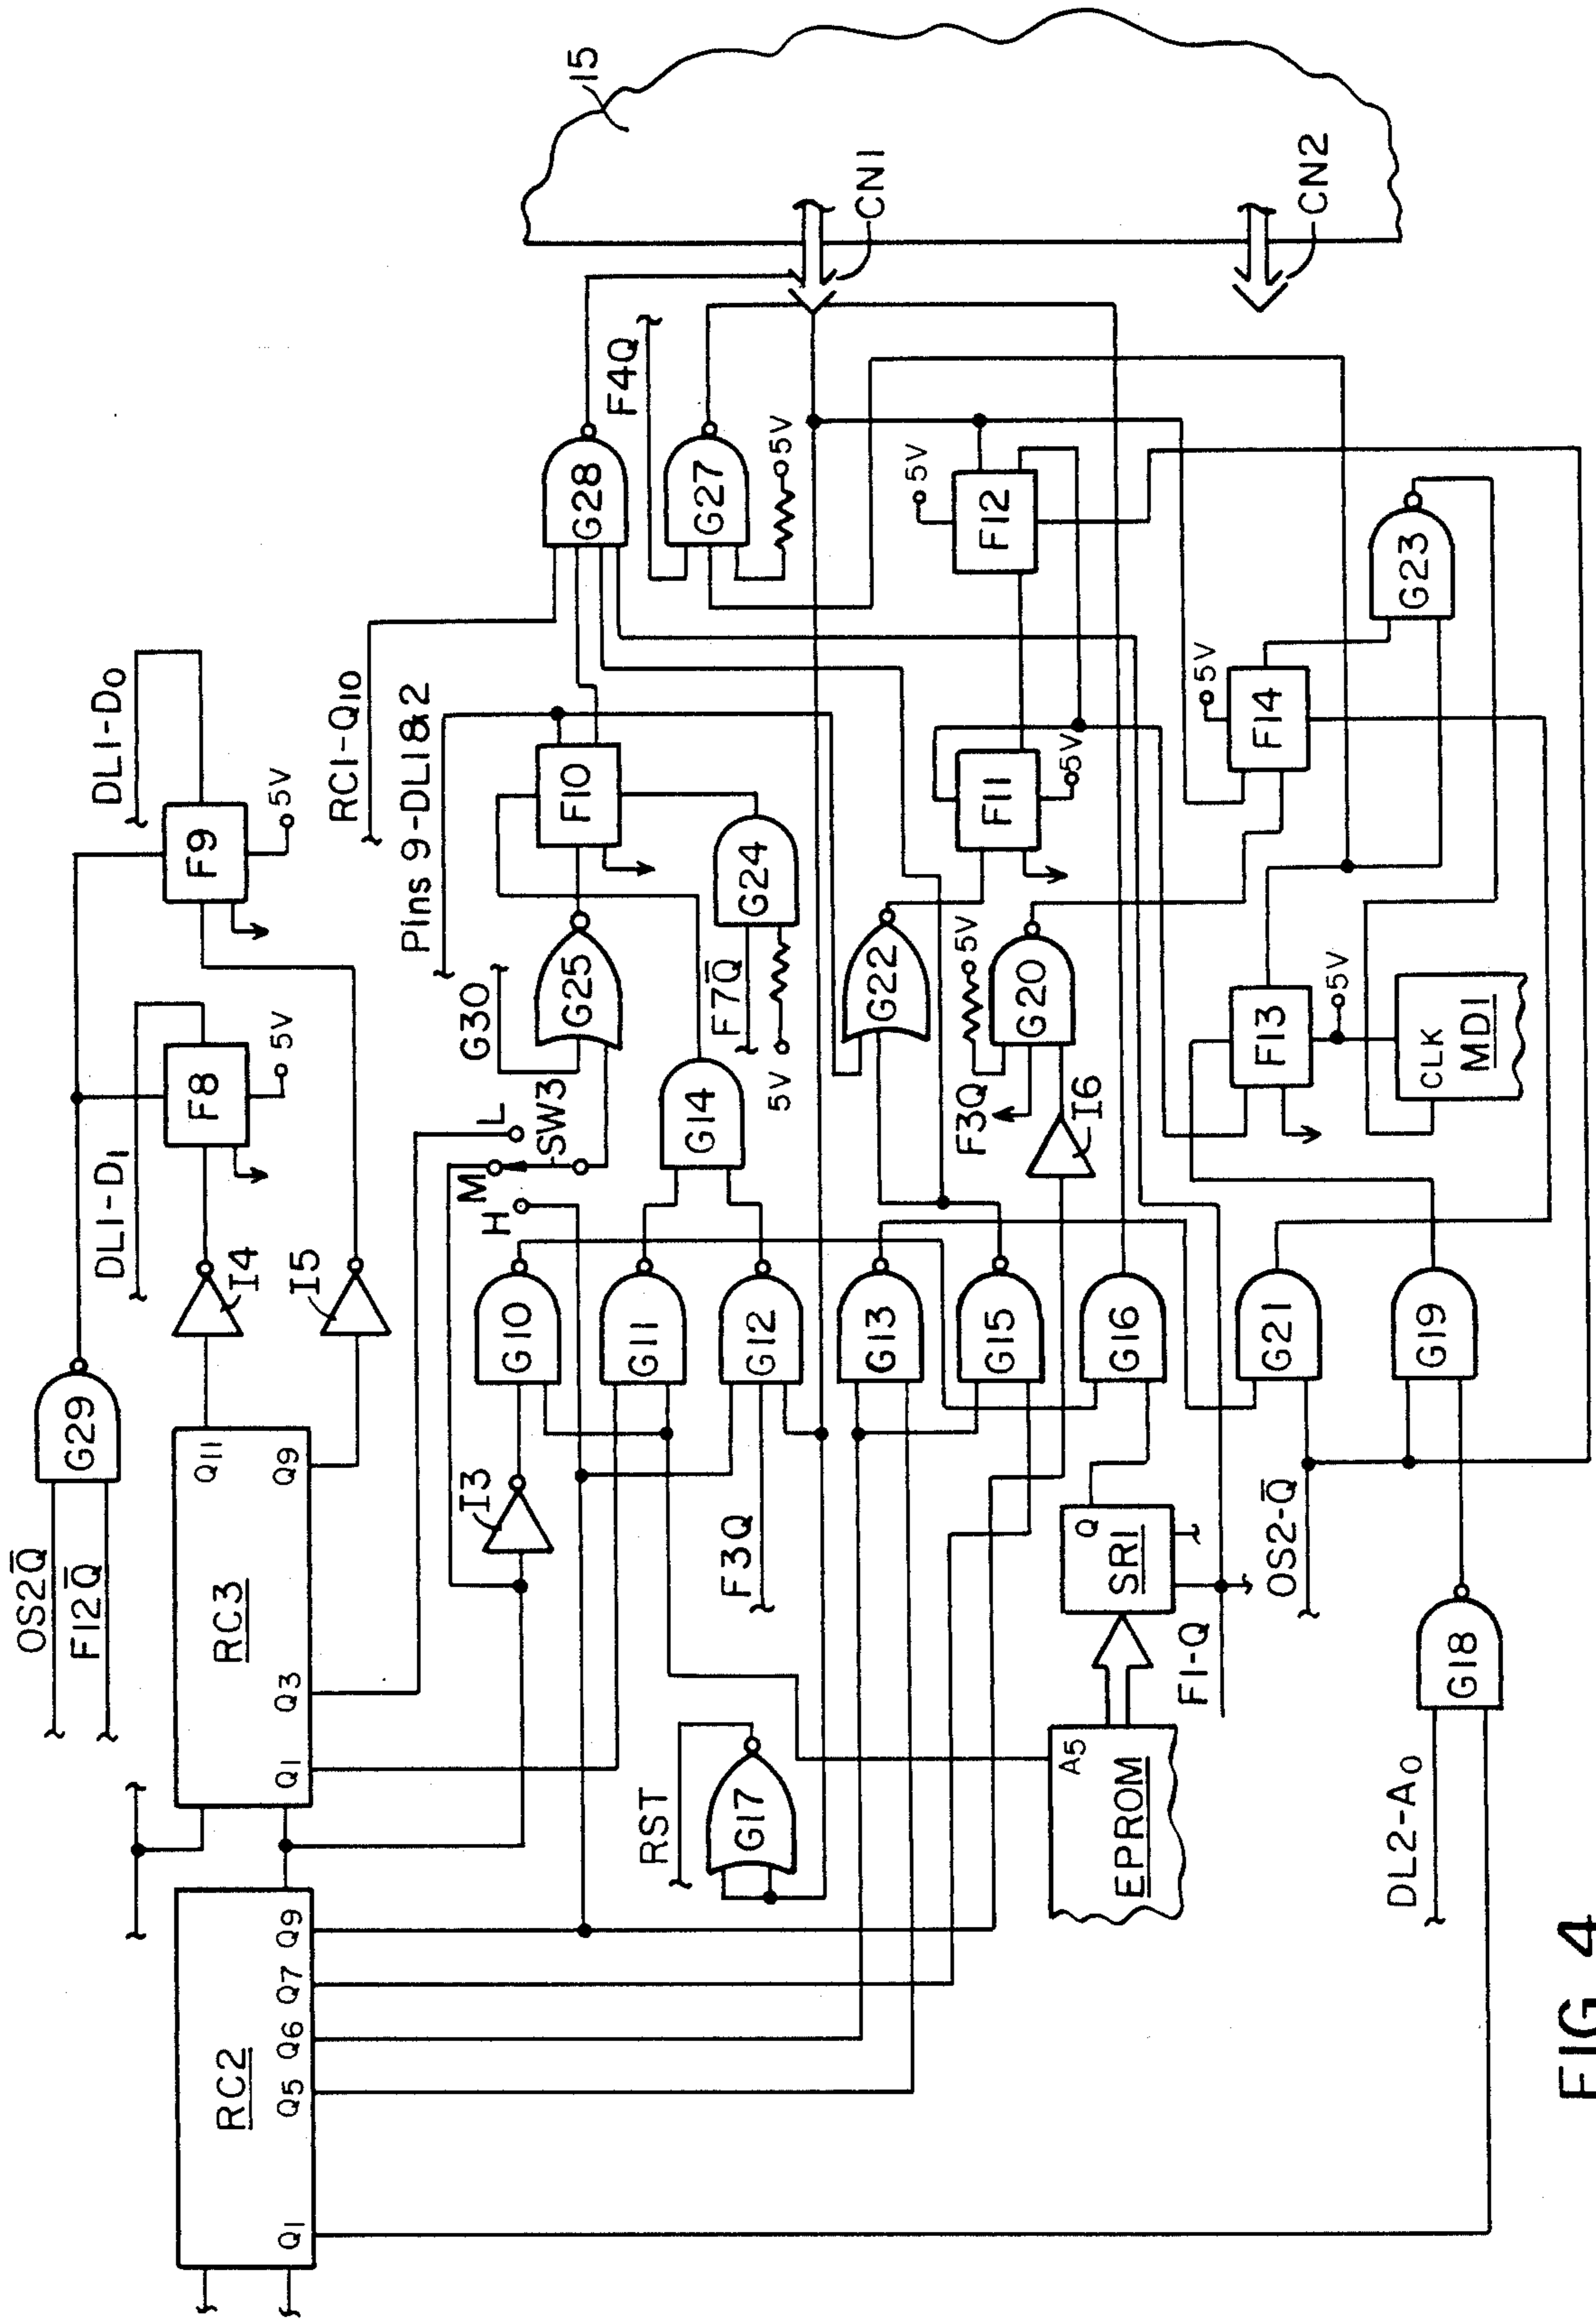 15
CN1
CN2
OS2Q̅
F12Q̅
G29
RC3
Q11
Q9
Q3
Q1
I4
I5
DL1-D1
F8
5V
DL1-D0
F9
5V
RC1-Q10
Pins 9-DL1&2
G28
F4Q
G27
5V
G30
G25
F10
F7Q̅
G24
5V
L
M
H
SW3
G14
I3
G10
G11
G12
F3Q
G13
G15
G16
G22
5V
G20
F3Q
I6
F11
5V
F12
5V
F14
5V
G23
F13
5V
CLK
MD1
RC2
Q9
Q7
Q6
Q5
Q1
RST
G17
A5
EPROM
Q
SR1
F1-Q
OS2-Q̅
G21
G19
G18
DL2-A0
FIG. 4